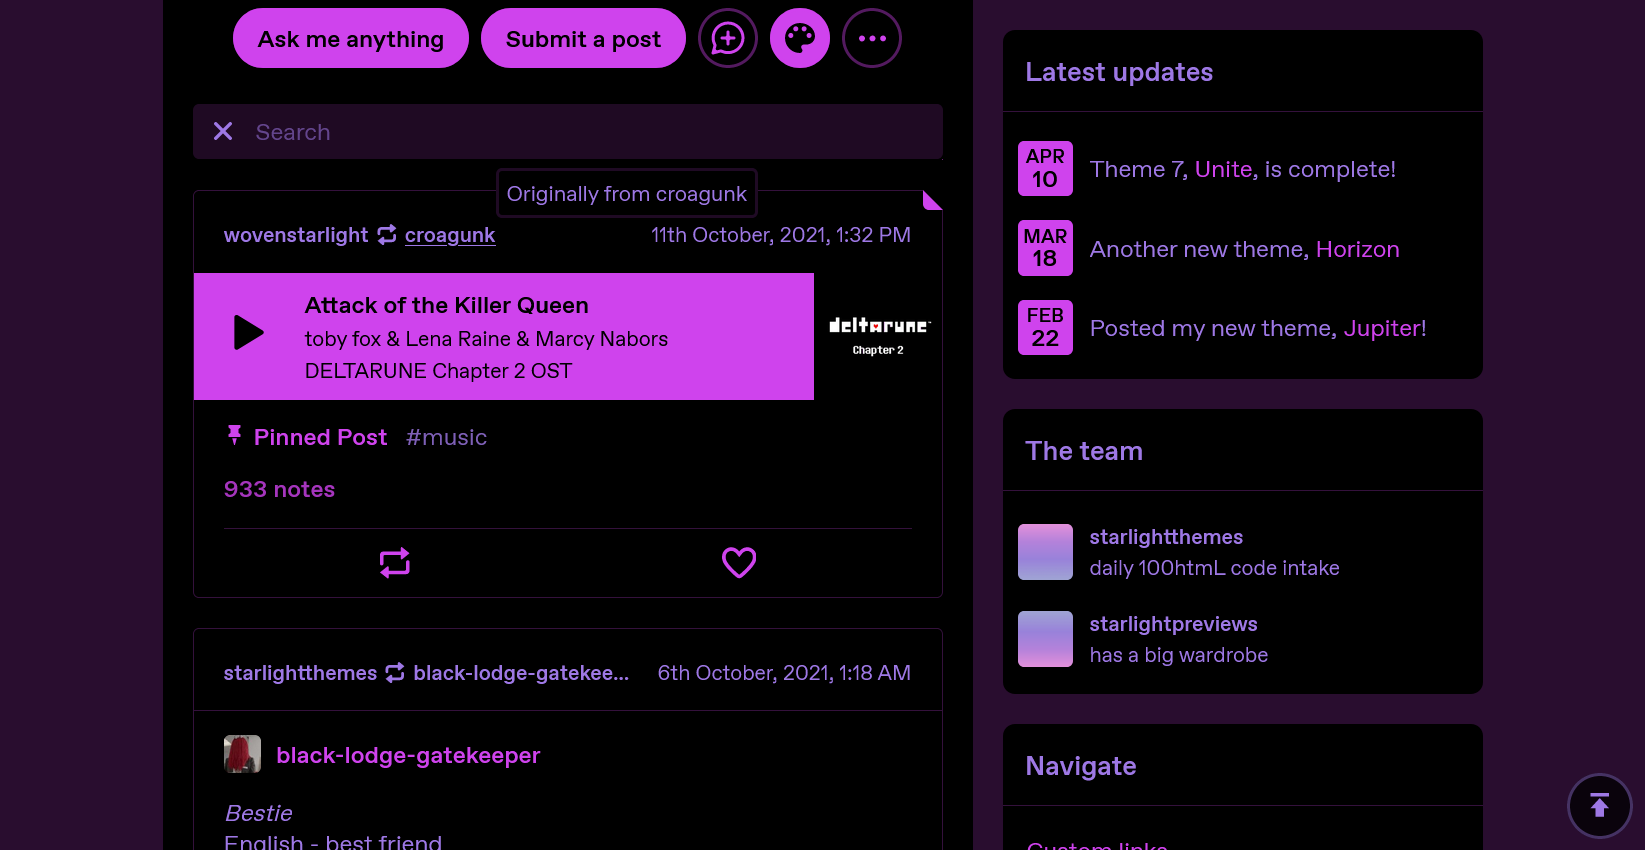 Ask me anything
Submit a post
Search
Originally from croagunk
wovenstarlight croagunk
11th October, 2021, 1:32 PM
Attack of the Killer Queen
toby fox & Lena Raine & Marcy Nabors
DELTARUNE Chapter 2 OST
deltarune™
Chapter 2
Pinned Post #music
933 notes
starlightthemes black-lodge-gatekee...
6th October, 2021, 1:18 AM
black-lodge-gatekeeper
Bestie
English - best friend
Latest updates
APR
10
Theme 7, Unite, is complete!
MAR
18
Another new theme, Horizon
FEB
22
Posted my new theme, Jupiter!
The team
starlightthemes
daily 100htmL code intake
starlightpreviews
has a big wardrobe
Navigate
Custom links